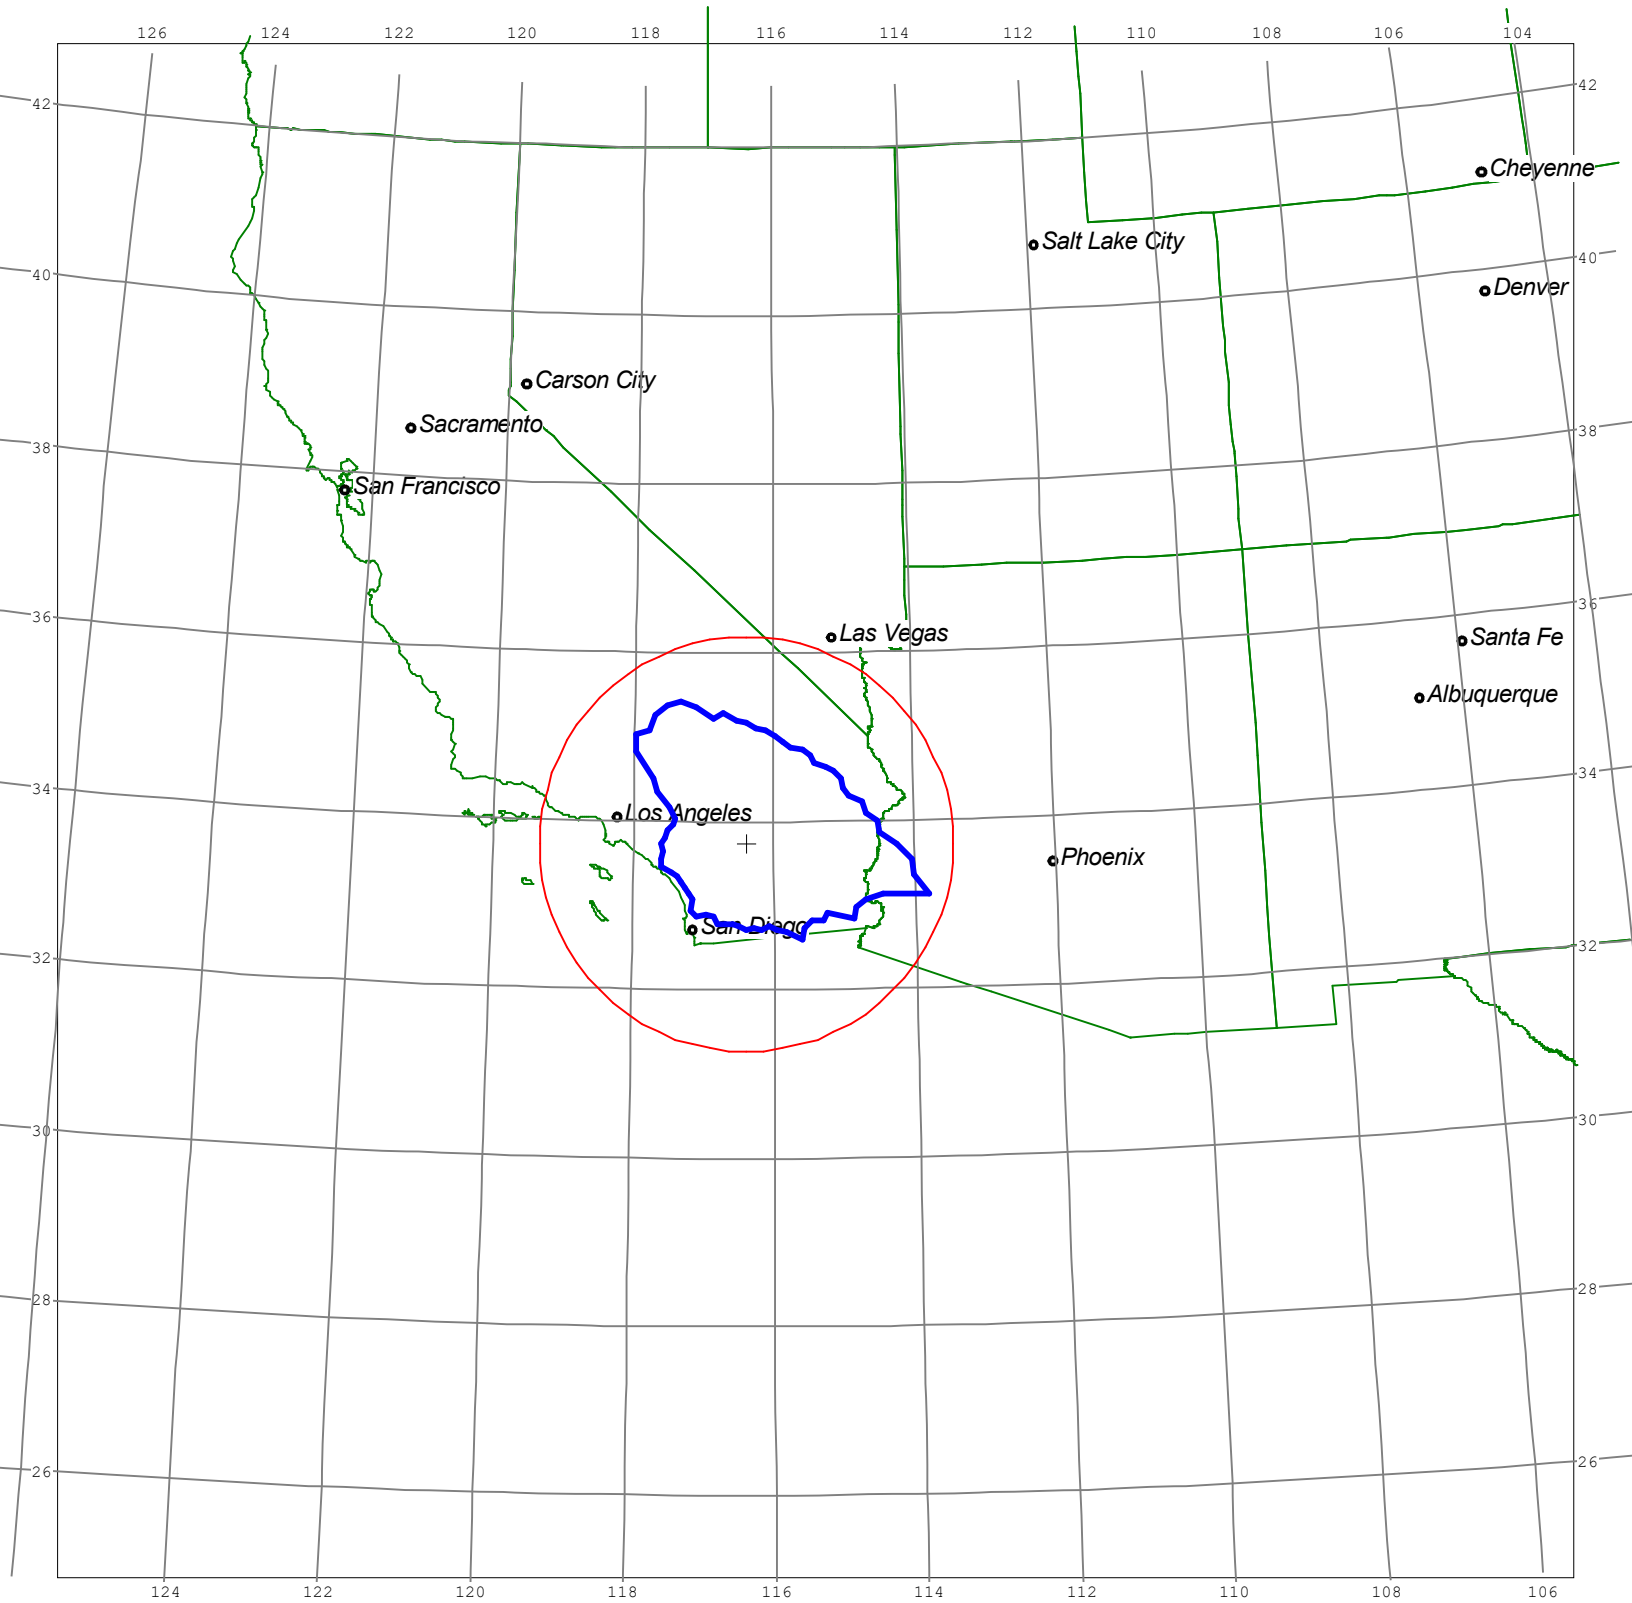 126 124 122 120 118 116 114 112 110 108 106 104
42 42
Cheyenne
Salt Lake City
40 40
Denver
Carson City
Sacramento
38 38
San Francisco
36 36
Las Vegas
Santa Fe
Albuquerque
34 34
Los Angeles
Phoenix
San Diego
32 32
30 30
28 28
26 26
124 122 120 118 116 114 112 110 108 106